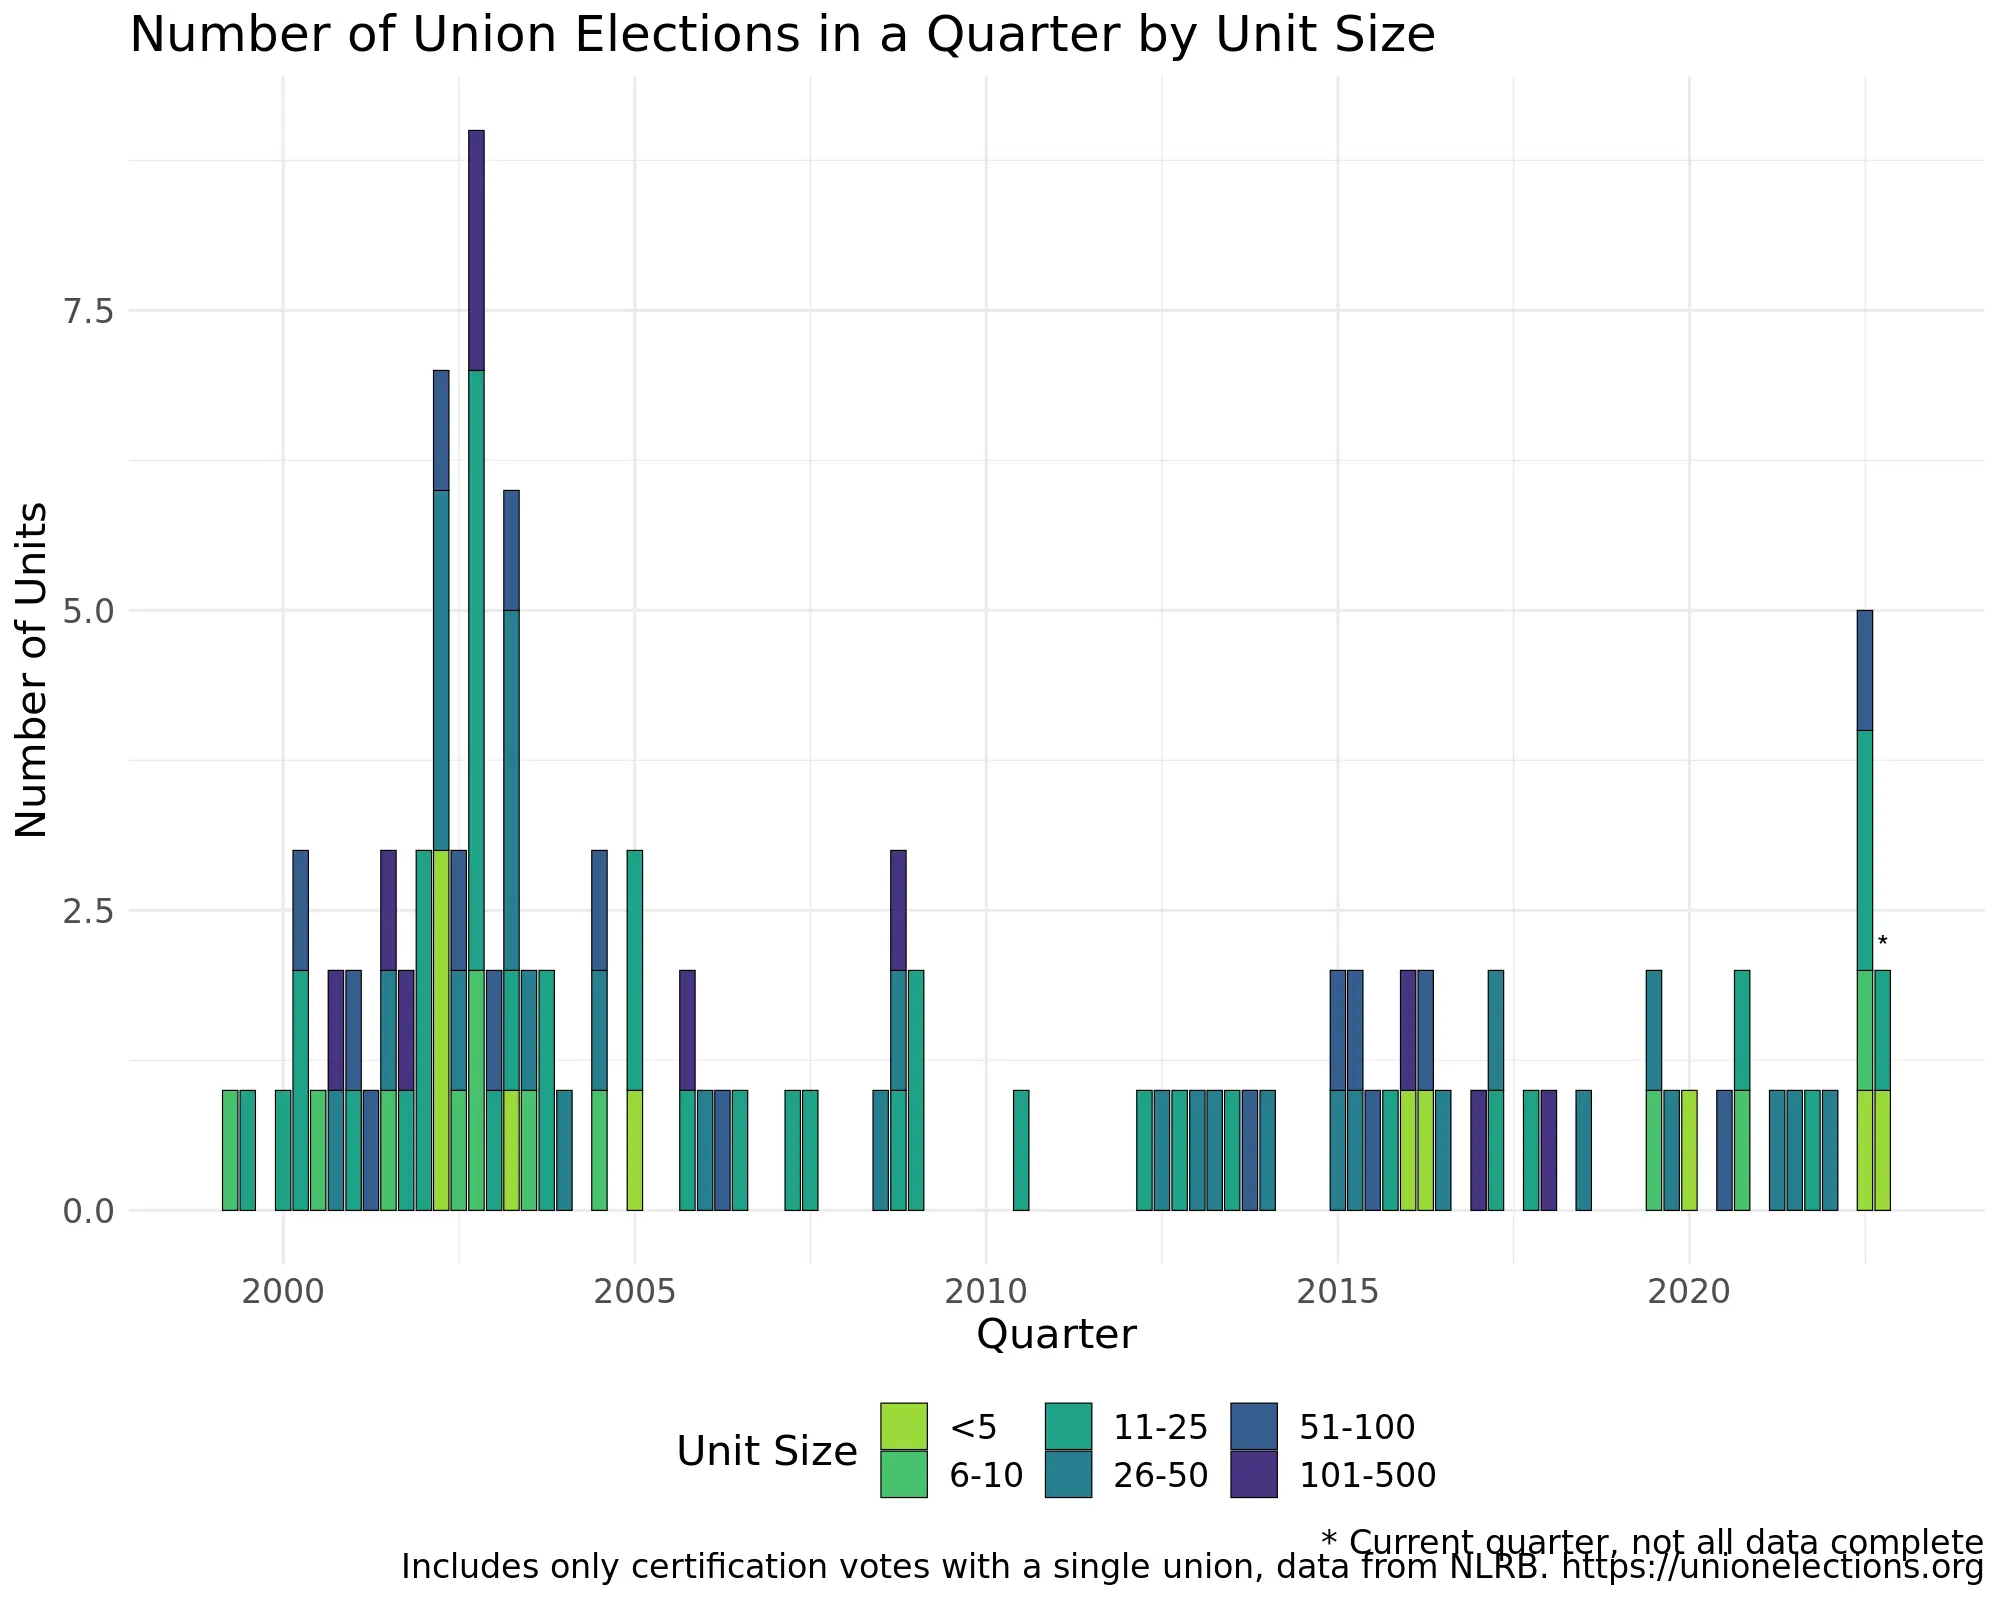 Number of Union Elections in a Quarter by Unit Size
Number of Units
7.5
5.0
2.5
0.0
*
2000 2005 2010 2015 2020
Quarter
Unit Size
<5 11-25 51-100
6-10 26-50 101-500
* Current quarter, not all data complete
Includes only certification votes with a single union, data from NLRB. https://unionelections.org